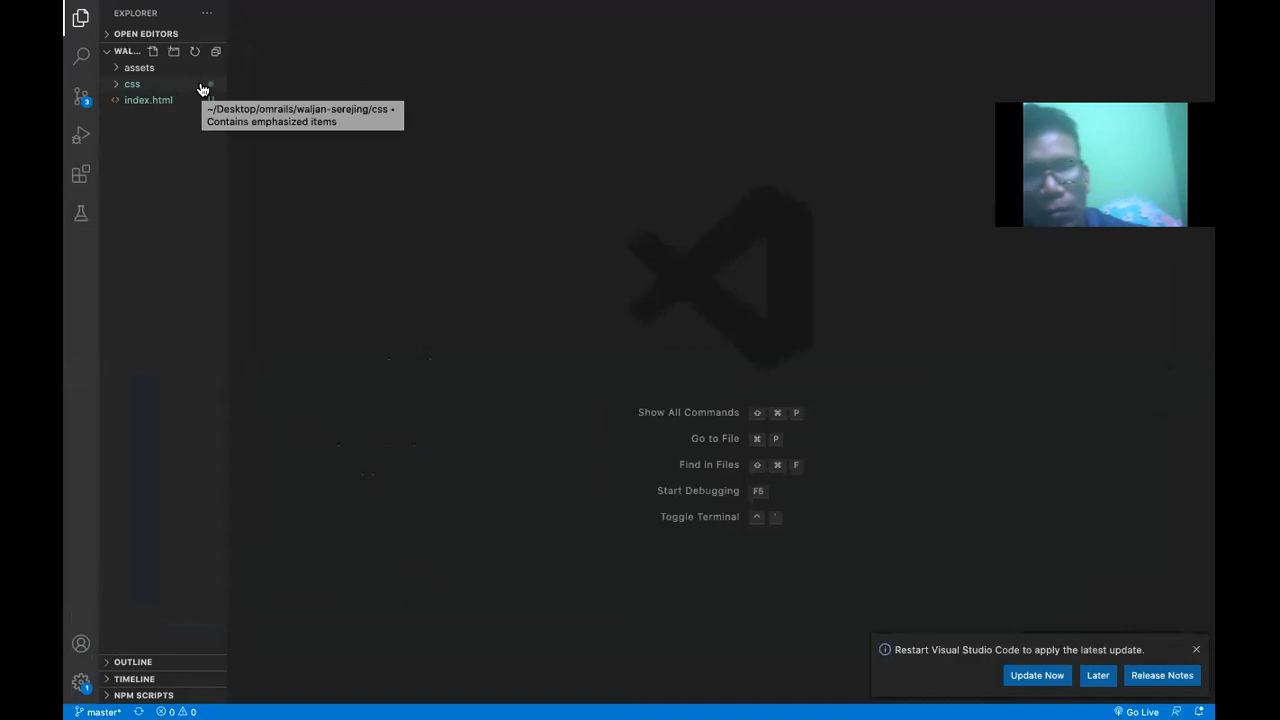 EXPLORER
OPEN EDITORS
WAL...
assets
css
index.html
~/Desktop/omrails/waljan-serejing/css •
Contains emphasized items
3
Show All Commands ⇧ ⌘ P
Go to File ⌘ P
Find in Files ⇧ ⌘ F
Start Debugging F5
Toggle Terminal ^ `
Restart Visual Studio Code to apply the latest update.
Update Now
Later
Release Notes
OUTLINE
TIMELINE
NPM SCRIPTS
1
master*
0
0
Go Live